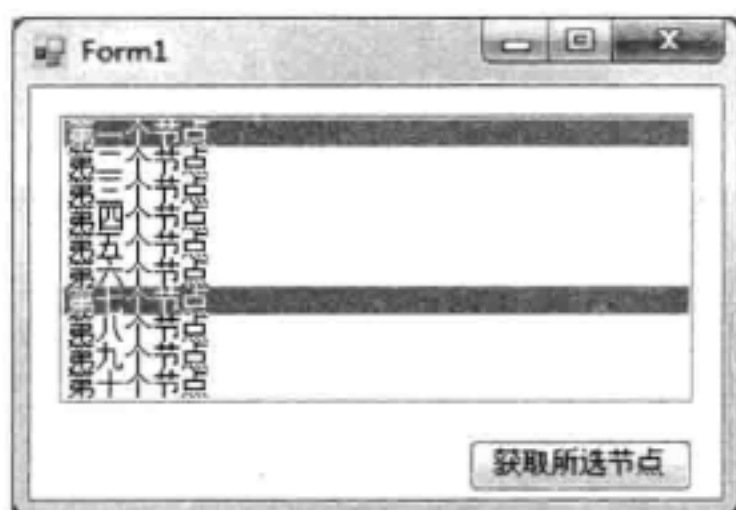 Form1
第一个节点
第二个节点
第三个节点
第四个节点
第五个节点
第六个节点
第七个节点
第八个节点
第九个节点
第十个节点
获取所选节点